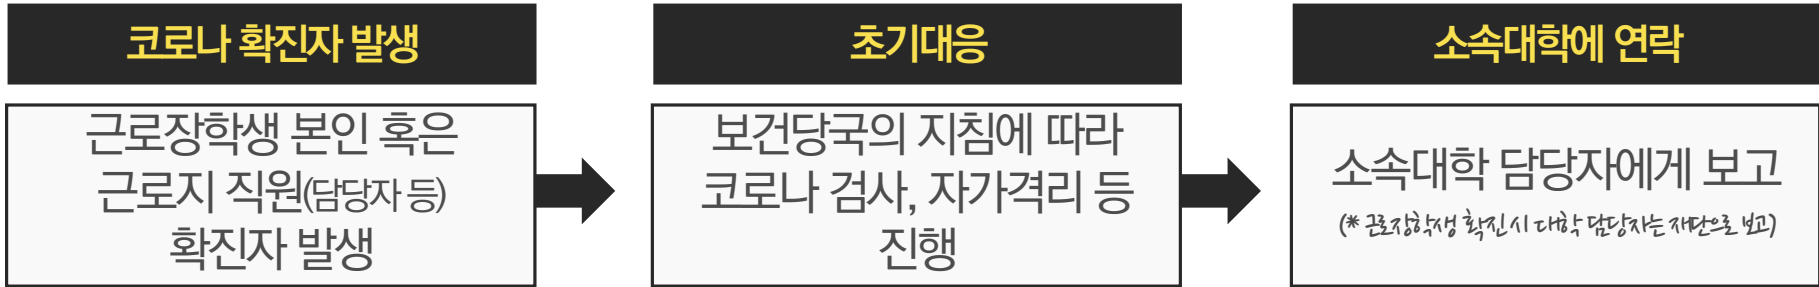 코로나 확진자 발생
근로장학생 본인 혹은
근로지 직원(담당자 등)
확진자 발생
초기대응
보건당국의 지침에 따라
코로나 검사, 자가격리 등
진행
소속대학에 연락
소속대학 담당자에게 보고
(* 근로장학생 확진 시 대학 담당자는 재단으로 보고)